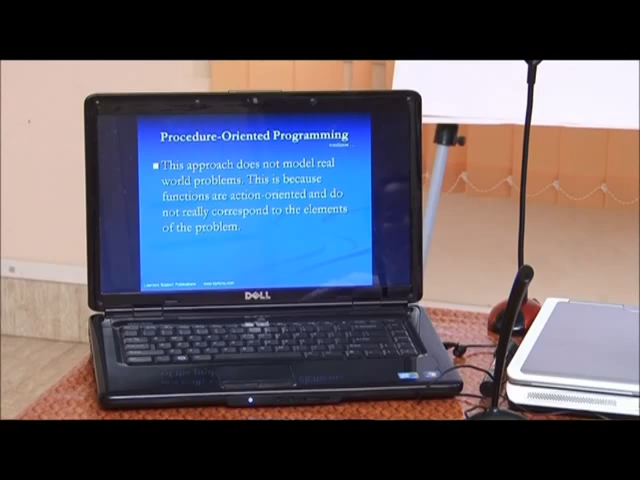 Procedure-Oriented Programming
This approach does not model real
world problems. This is because
functions are action-oriented and do
not really correspond to the elements
of the problem.
DELL